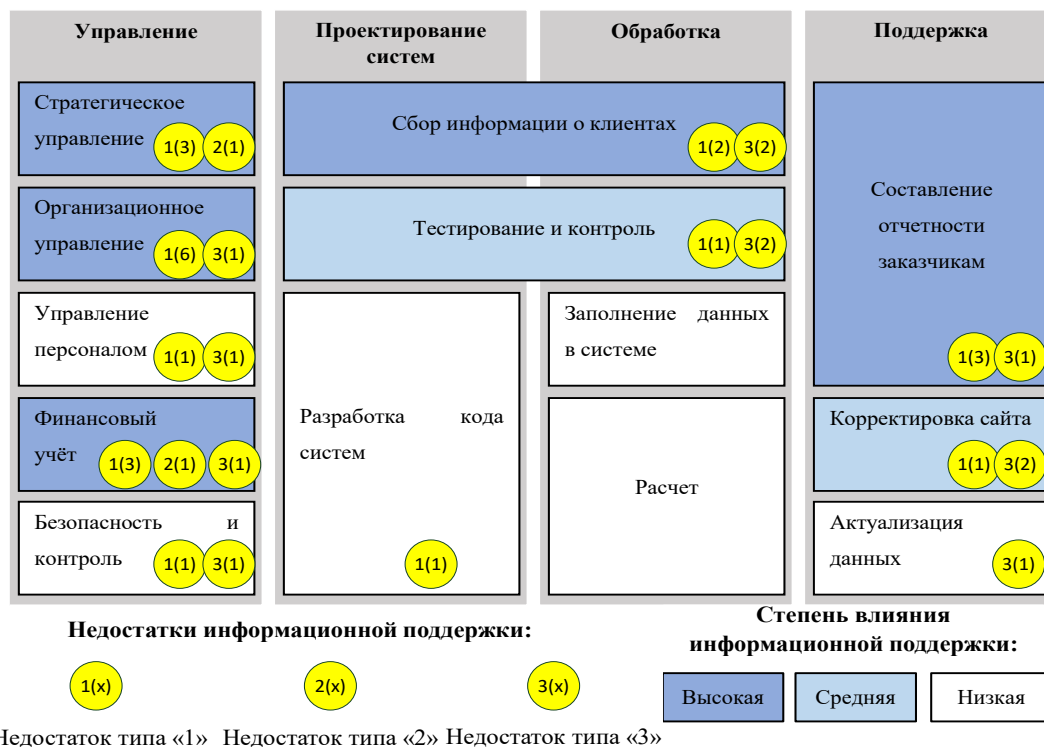 Управление
Проектирование
систем
Обработка
Поддержка
Стратегическое
управление
1(3) 2(1)
Сбор информации о клиентах
1(2) 3(2)
Составление
отчетности
заказчикам
1(3) 3(1)
Организационное
управление
1(6) 3(1)
Тестирование и контроль
1(1) 3(2)
Управление
персоналом
1(1) 3(1)
Разработка кода
систем
1(1)
Заполнение данных
в системе
Финансовый
учёт
1(3) 2(1) 3(1)
Расчет
Корректировка сайта
1(1) 3(2)
Безопасность и
контроль
1(1) 3(1)
Актуализация
данных
3(1)
Недостатки информационной поддержки:
1(x) 2(x) 3(x)
Недостаток типа «1» Недостаток типа «2» Недостаток типа «3»
Степень влияния
информационной поддержки:
Высокая Средняя Низкая